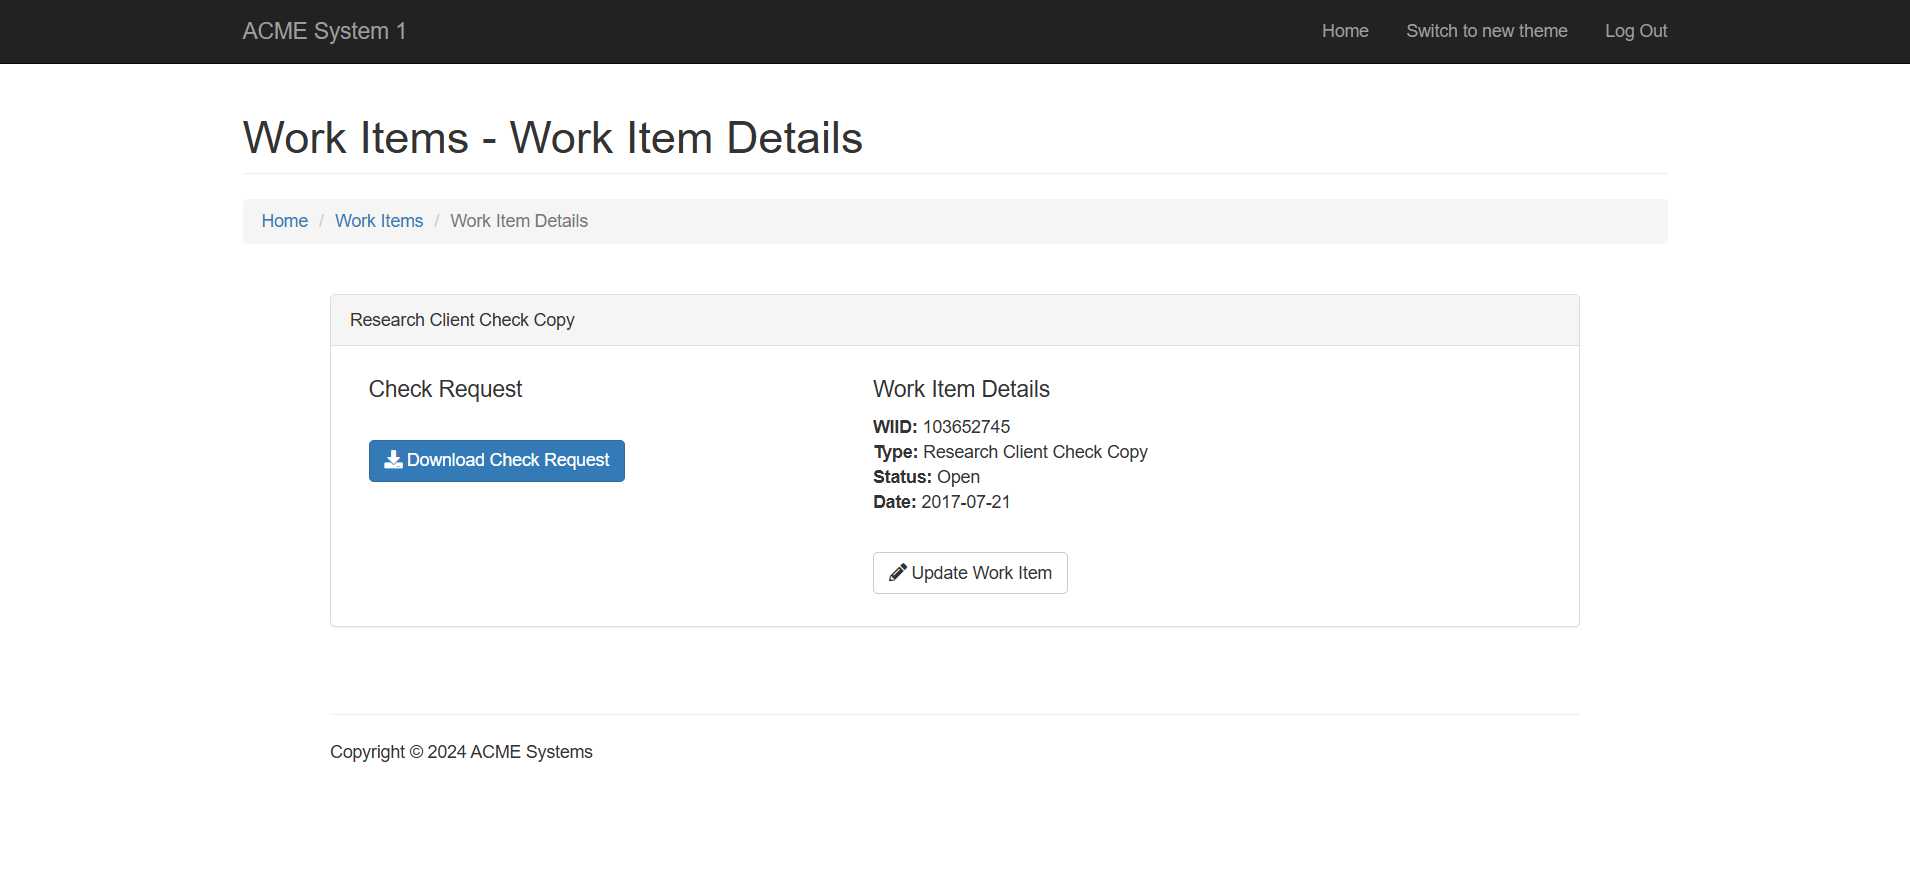 ACME System 1
Home
Switch to new theme
Log Out
Work Items - Work Item Details
Home / Work Items / Work Item Details
Research Client Check Copy
Check Request
Download Check Request
Work Item Details
WIID: 103652745
Type: Research Client Check Copy
Status: Open
Date: 2017-07-21
Update Work Item
Copyright © 2024 ACME Systems